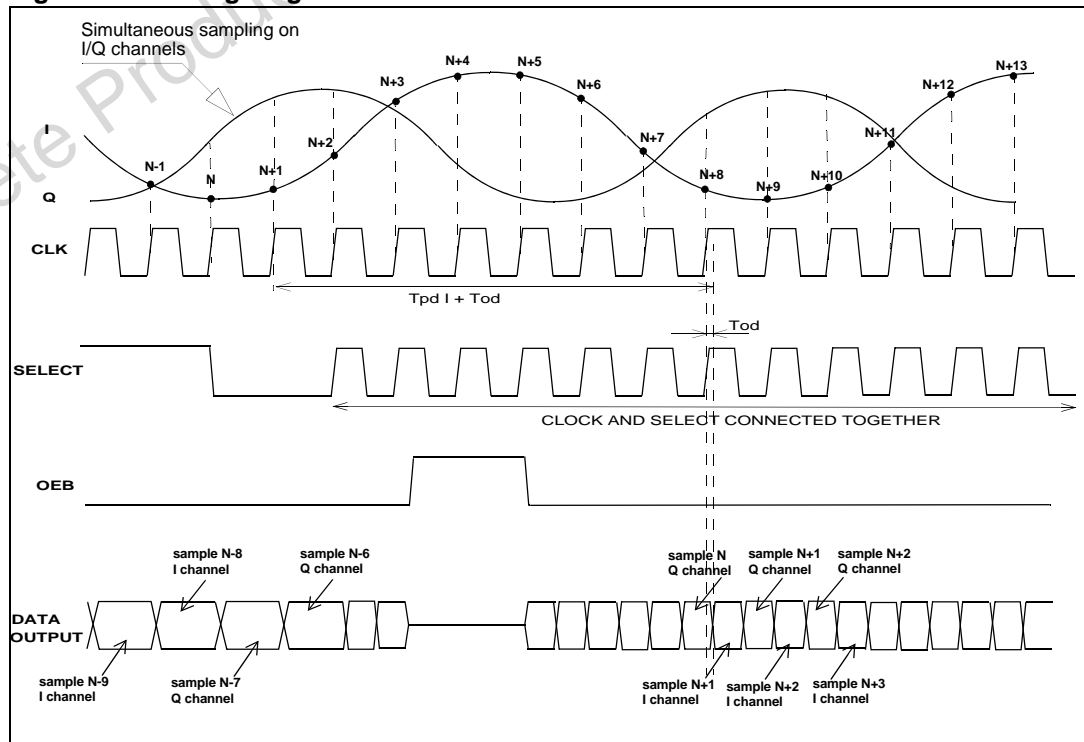 Simultaneous sampling on
I/Q channels
N+3
N+4
N+5
N+6
N+12
N+13
I
N-1
N
N+1
N+2
N+7
N+11
Q
N+8
N+9
N+10
CLK
Tpd I + Tod
Tod
SELECT
CLOCK AND SELECT CONNECTED TOGETHER
OEB
sample N-8
I channel
sample N-6
Q channel
sample N
Q channel
sample N+1
Q channel
sample N+2
Q channel
DATA
OUTPUT
sample N-9
I channel
sample N-7
Q channel
sample N+1
I channel
sample N+2
I channel
sample N+3
I channel